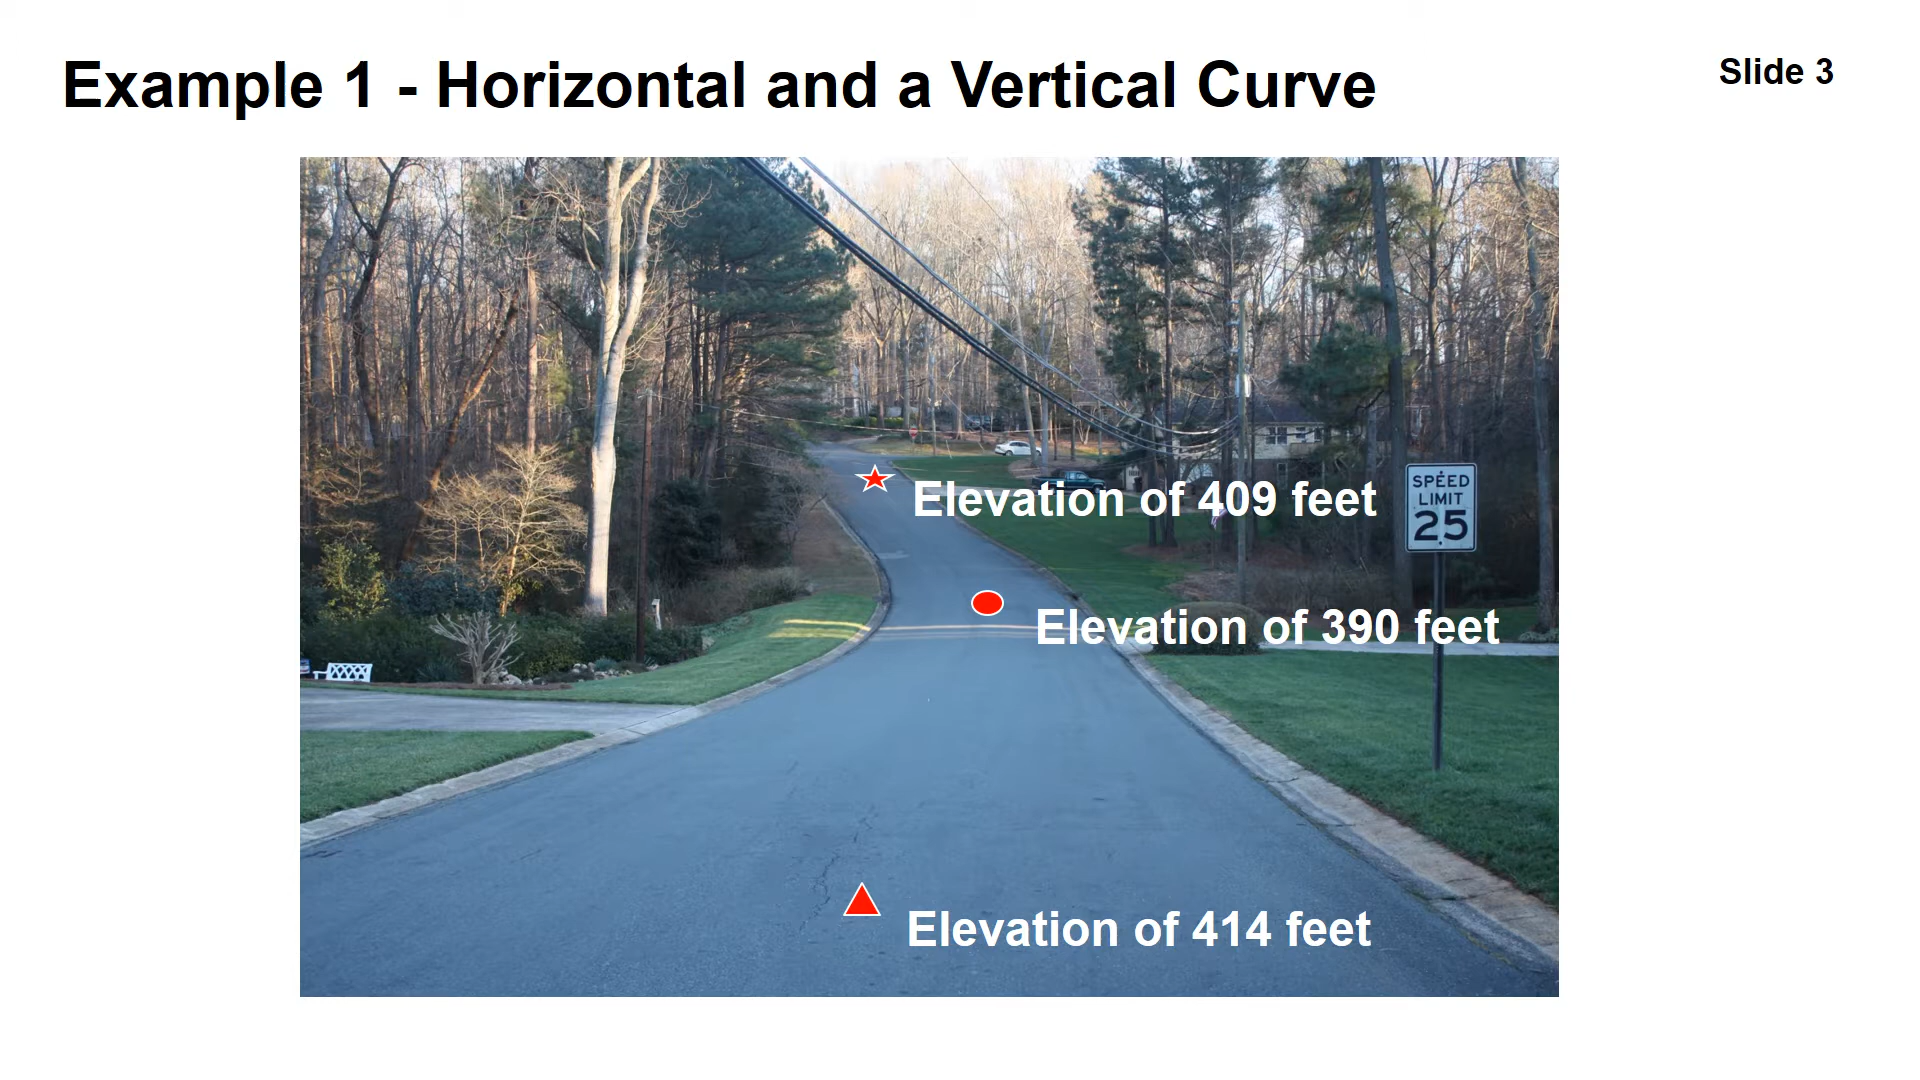 Example 1 - Horizontal and a Vertical Curve
Slide 3
Elevation of 409 feet
SPEED
LIMIT
25
Elevation of 390 feet
Elevation of 414 feet